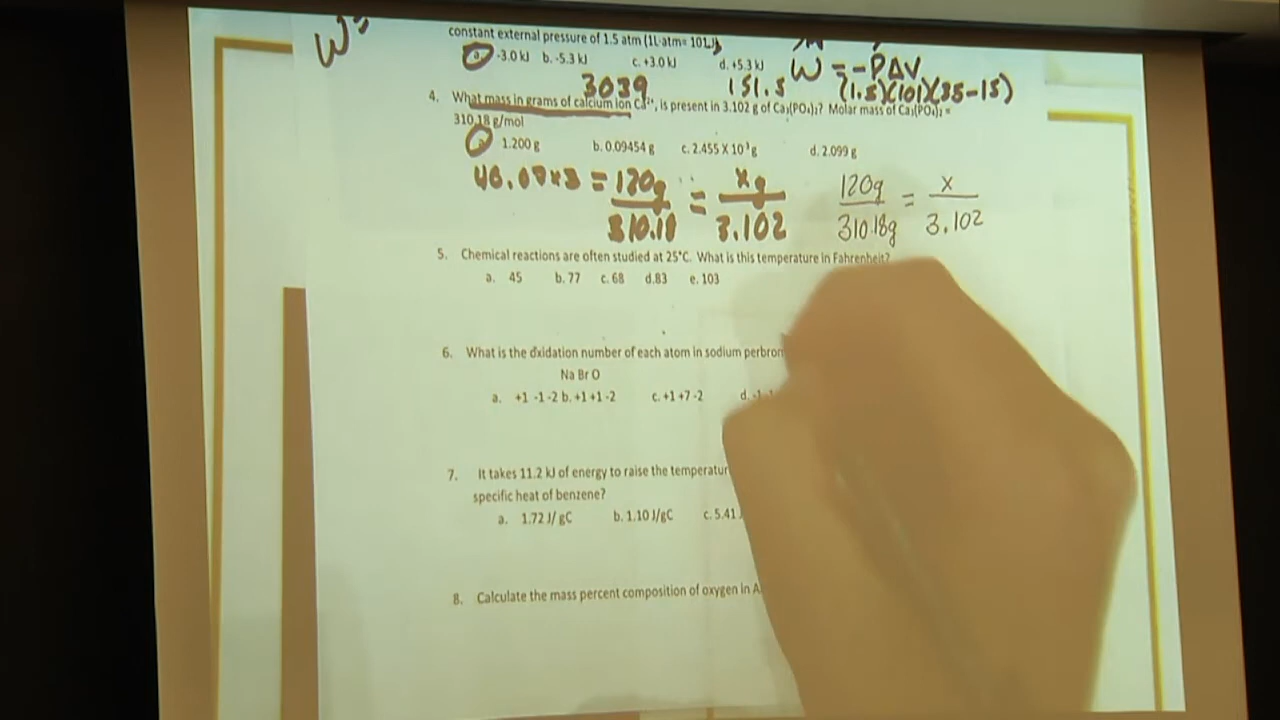 W=
constant external pressure of 1.5 atm (1L·atm= 101J)
a. -3.0 kJ b. -5.3 kJ c. +3.0 kJ d. +5.3 kJ W = -PΔV
3039 151.5 (1.5)(101)(35-15)
4. What mass in grams of calcium ion Ca²⁺, is present in 3.102 g of Ca₃(PO₄)₂? Molar mass of Ca₃(PO₄)₂ =
310.18 g/mol
a. 1.200 g b. 0.09454 g c. 2.455 X 10³ g d. 2.099 g
40.08×3 = 120g = xg 120g = x
310.18 3.102 310.18g 3.102
5. Chemical reactions are often studied at 25°C. What is this temperature in Fahrenheit?
a. 45 b. 77 c. 68 d.83 e. 103
6. What is the oxidation number of each atom in sodium
Na Br O
a. +1 -1 -2 b. +1 +1 -2 c. +1 +7 -2 d. -1
7. It takes 11.2 kJ of energy to raise the
specific heat of benzene?
a. 1.72 J/ gC b. 1.10 J/gC c. 5.41
8. Calculate the mass percent composition of oxygen in